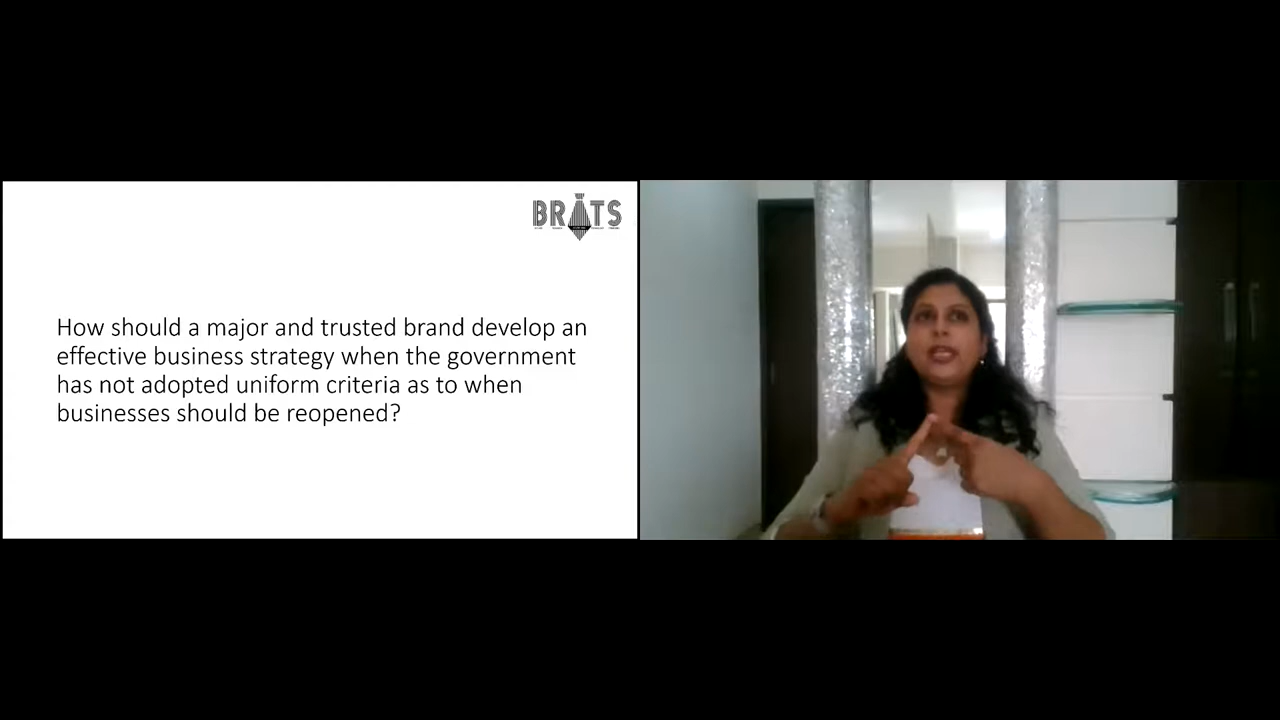 BRATS
How should a major and trusted brand develop an
effective business strategy when the government
has not adopted uniform criteria as to when
businesses should be reopened?